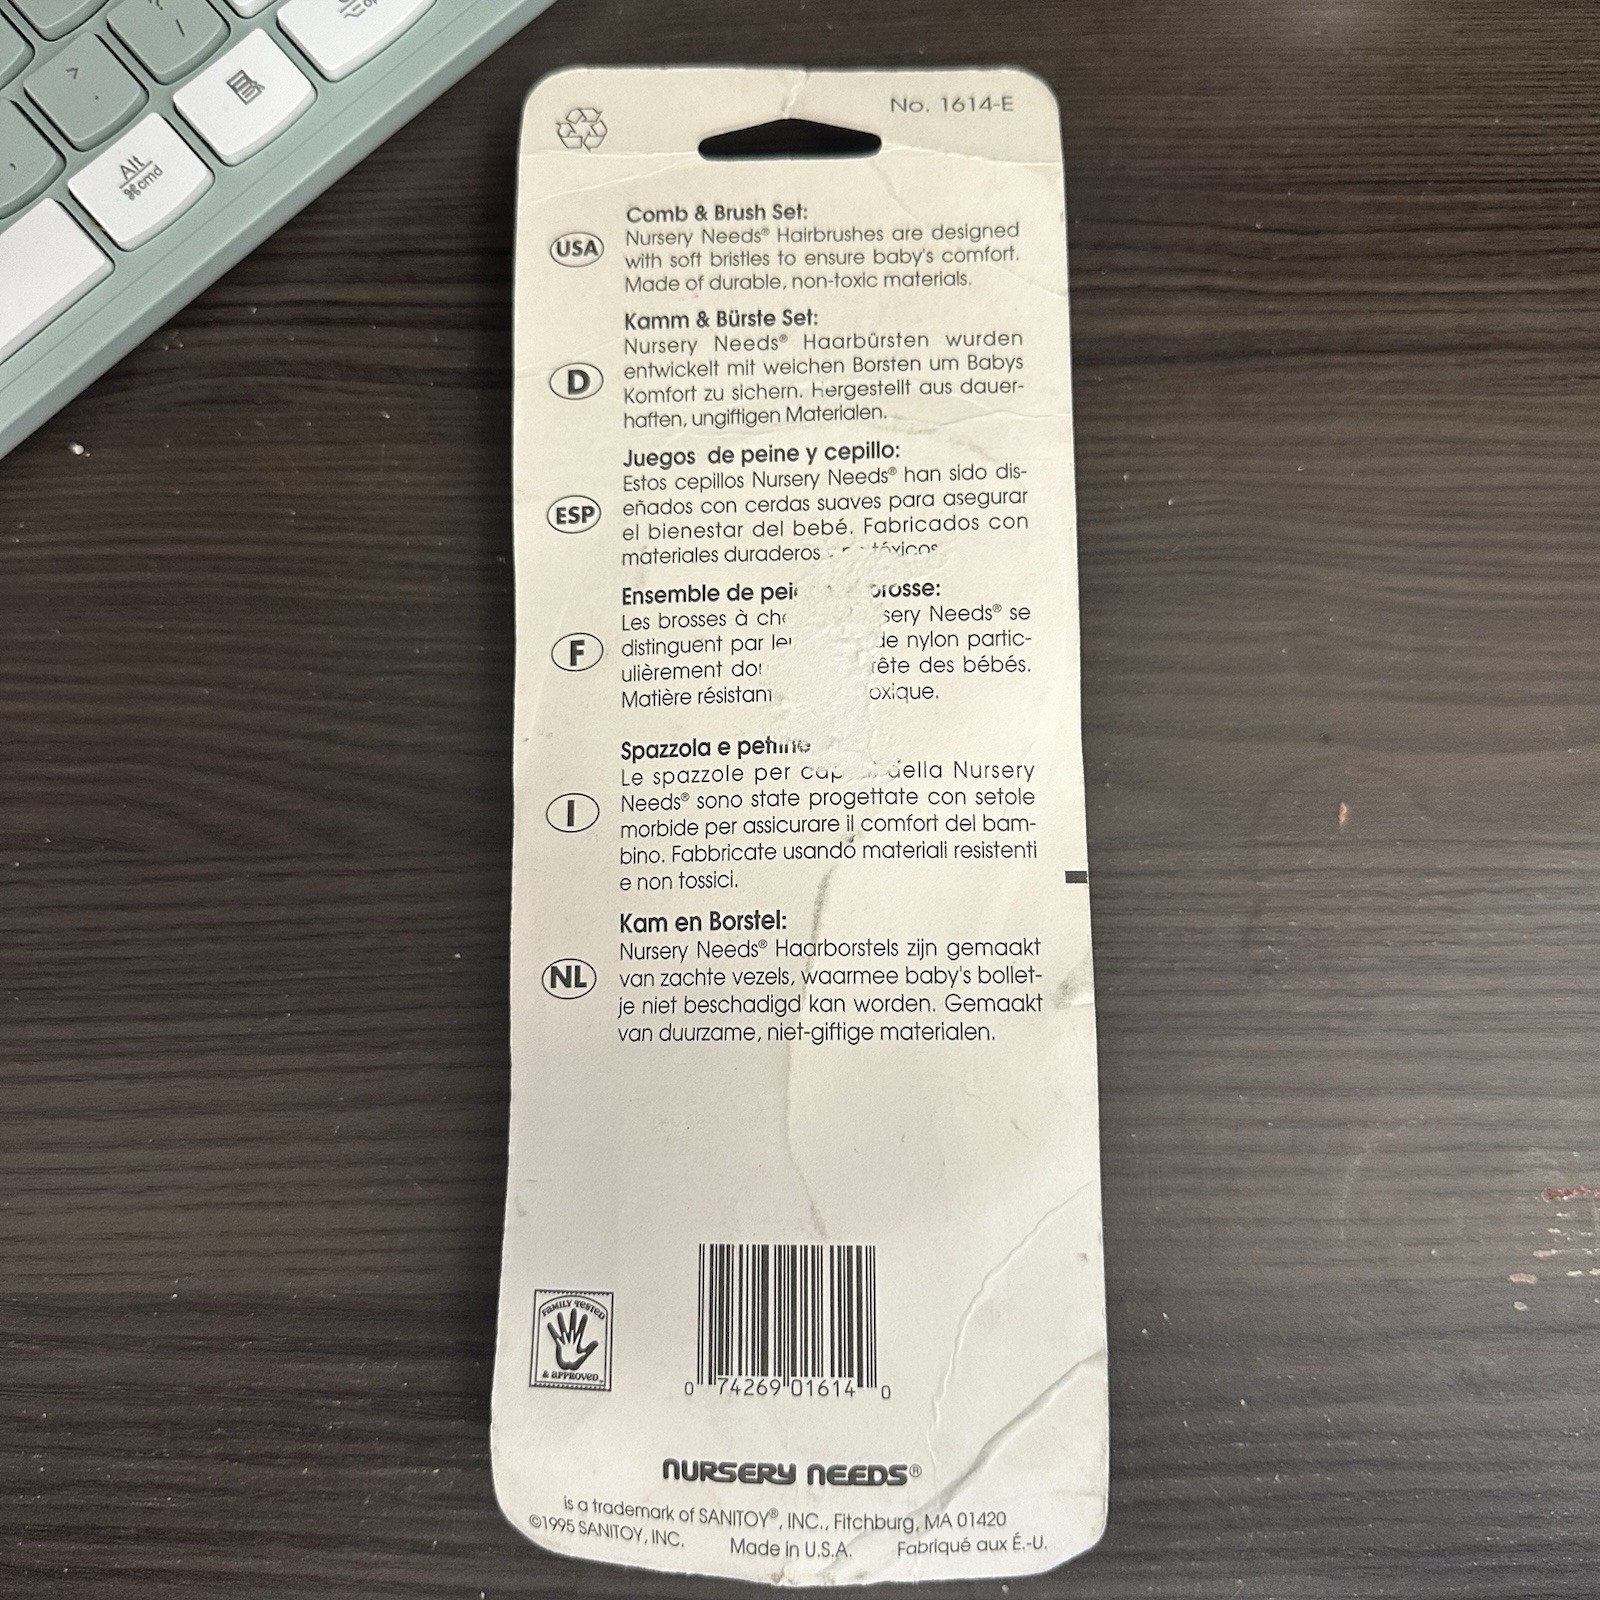 Alt
⌘cmd
No. 1614-E
Comb & Brush Set:
USA
Nursery Needs® Hairbrushes are designed
with soft bristles to ensure baby's comfort.
Made of durable, non-toxic materials.
Kamm & Bürste Set:
D
Nursery Needs® Haarbürsten wurden
entwickelt mit weichen Borsten um Babys
Komfort zu sichern. Hergestellt aus dauer-
haften, ungiftigen Materialen.
Juegos de peine y cepillo:
ESP
Estos cepillos Nursery Needs® han sido dis-
eñados con cerdas suaves para asegurar
el bienestar del bebé. Fabricados con
materiales duraderos tóxicos
Ensemble de brosse:
F
Les brosses à Needs® se
distinguent par de nylon partic-
ulièrement des bébés.
Matière
Spazzola e pettine
I
Le spazzole per della Nursery
Needs® sono state progettate con setole
morbide per assicurare il comfort del bam-
bino. Fabbricate usando materiali resistenti
e non tossici.
Kam en Borstel:
NL
Nursery Needs® Haarborstels zijn gemaakt
van zachte vezels, waarmee baby's bollet-
je niet beschadigd kan worden. Gemaakt
van duurzame, niet-giftige materialen.
FAMILY TESTED
& APPROVED
0 74269 01614 0
NURSERY NEEDS®
is a trademark of SANITOY®, INC., Fitchburg, MA 01420
©1995 SANITOY, INC. Made in U.S.A. Fabriqué aux É.-U.